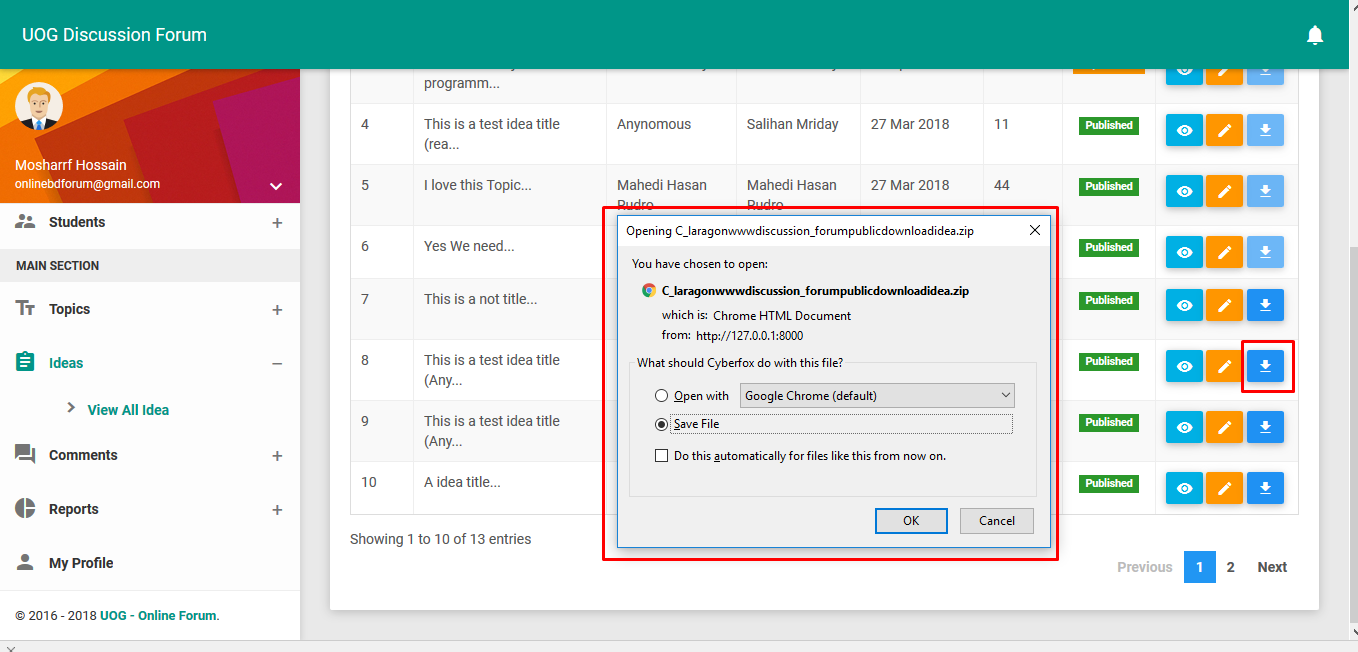 UOG Discussion Forum
Mosharrf Hossain
onlinebdforum@gmail.com
Students +
MAIN SECTION
Topics +
Ideas −
View All Idea
Comments +
Reports +
My Profile
© 2016 - 2018 UOG - Online Forum.
programm...
4 This is a test idea title (rea... Anynomous Salihan Mriday 27 Mar 2018 11 Published
5 I love this Topic... Mahedi Hasan Rudro Mahedi Hasan Rudro 27 Mar 2018 44 Published
6 Yes We need... Published
7 This is a not title... Published
8 This is a test idea title (Any... Published
9 This is a test idea title (Any... Published
10 A idea title... Published
Showing 1 to 10 of 13 entries
Previous 1 2 Next
Opening C_laragonwwwdiscussion_forumpublicdownloadidea.zip
You have chosen to open:
C_laragonwwwdiscussion_forumpublicdownloadidea.zip
which is: Chrome HTML Document
from: http://127.0.0.1:8000
What should Cyberfox do with this file?
Open with Google Chrome (default)
Save File
Do this automatically for files like this from now on.
OK Cancel